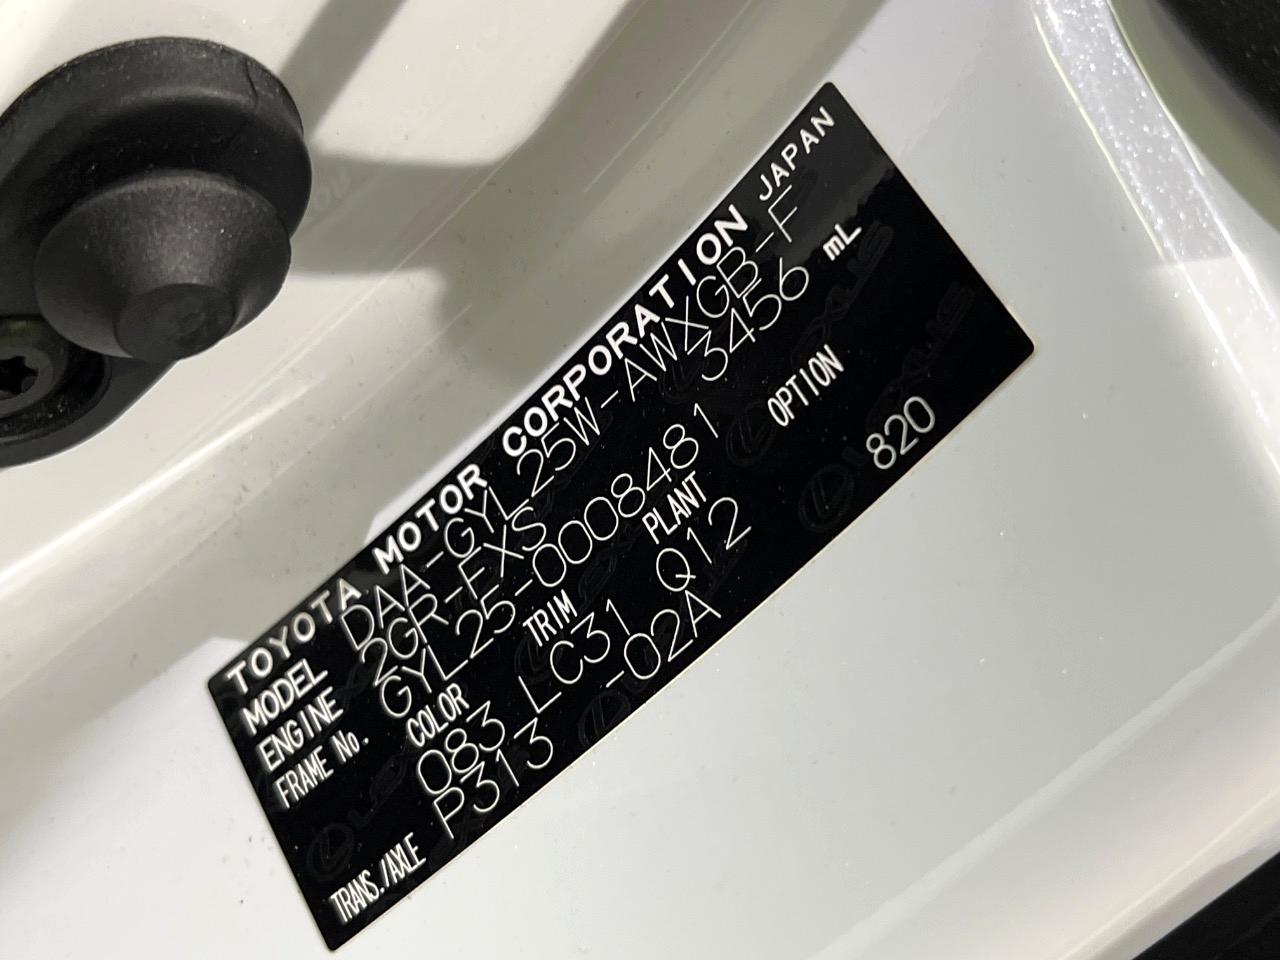 TOYOTA MOTOR CORPORATION JAPAN
MODEL DAA-GYL25W-AWXGB-F
ENGINE 2GR-FXS 3456 mL
FRAME No. GYL25-0008481
COLOR TRIM PLANT OPTION
083 LC31 Q12 820
TRANS./AXLE P313 -02A